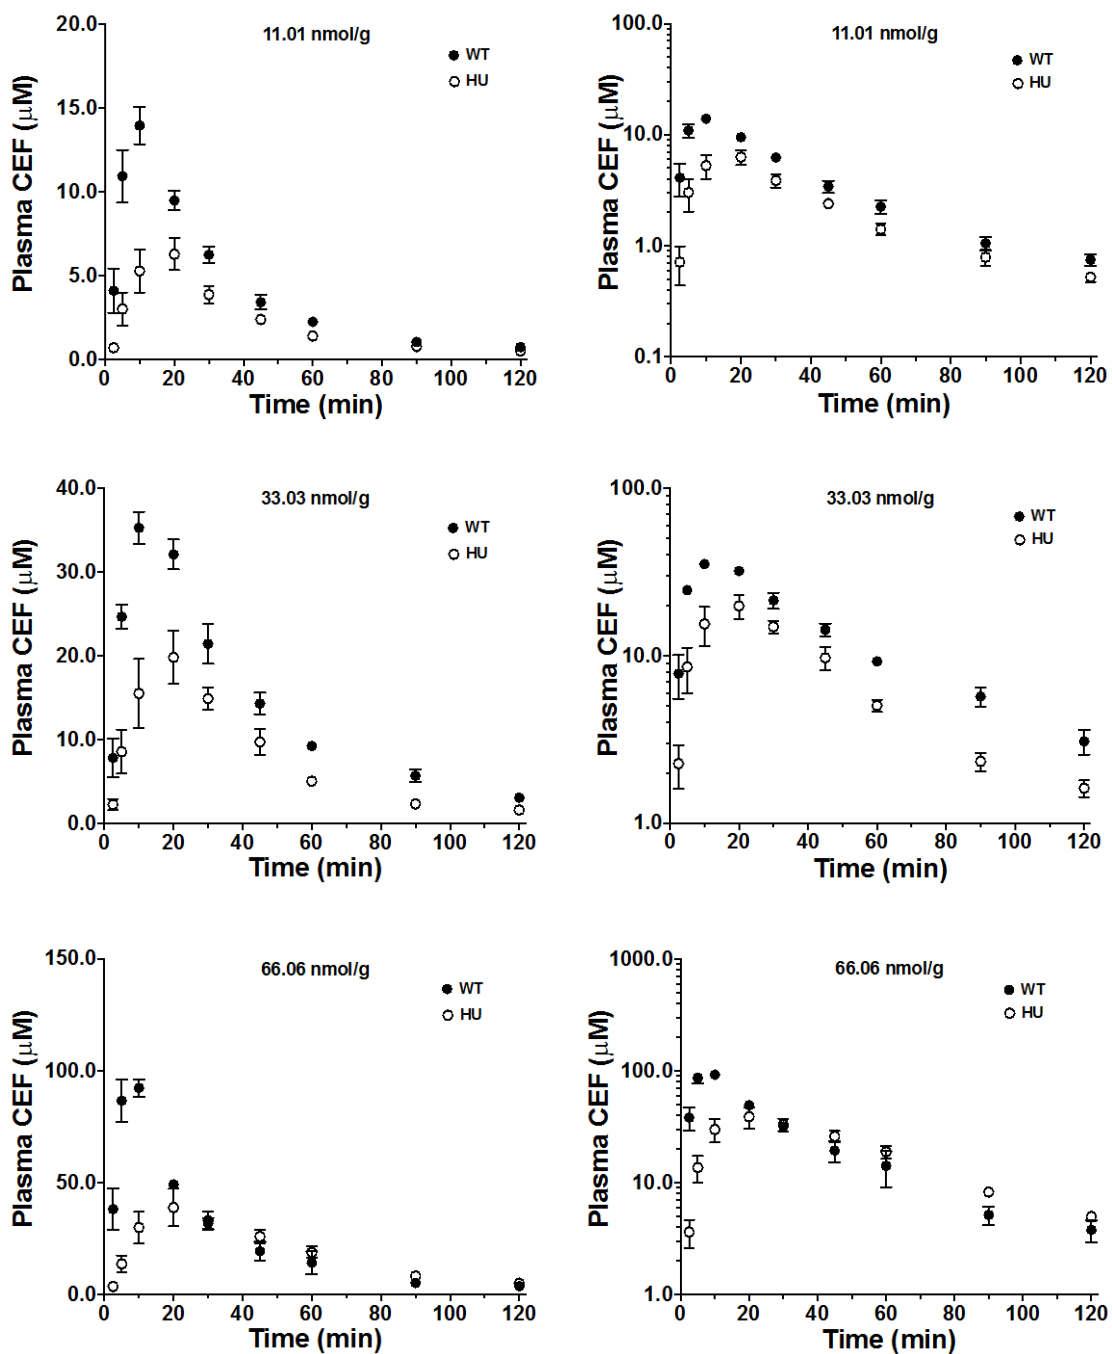 11.01 nmol/g
WT
HU
20.0
15.0
10.0
5.0
0.0
0 20 40 60 80 100 120
Plasma CEF (μM)
Time (min)
11.01 nmol/g
WT
HU
100.0
10.0
1.0
0.1
0 20 40 60 80 100 120
Plasma CEF (μM)
Time (min)
33.03 nmol/g
WT
HU
40.0
30.0
20.0
10.0
0.0
0 20 40 60 80 100 120
Plasma CEF (μM)
Time (min)
33.03 nmol/g
WT
HU
100.0
10.0
1.0
0 20 40 60 80 100 120
Plasma CEF (μM)
Time (min)
66.06 nmol/g
WT
HU
150.0
100.0
50.0
0.0
0 20 40 60 80 100 120
Plasma CEF (μM)
Time (min)
66.06 nmol/g
WT
HU
1000.0
100.0
10.0
1.0
0 20 40 60 80 100 120
Plasma CEF (μM)
Time (min)